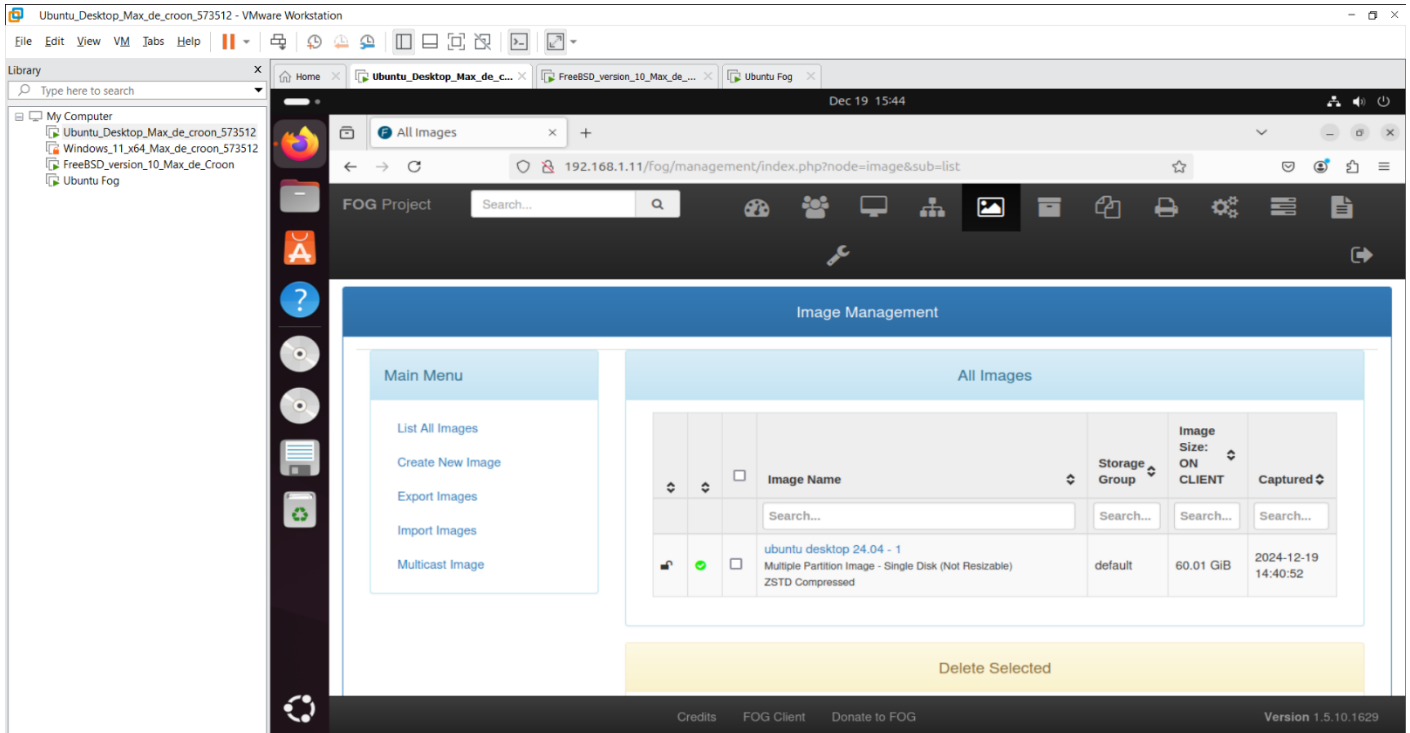 Ubuntu_Desktop_Max_de_croon_573512 - VMware Workstation
File Edit View VM Tabs Help
Library
Type here to search
My Computer
Ubuntu_Desktop_Max_de_croon_573512
Windows_11_x64_Max_de_croon_573512
FreeBSD_version_10_Max_de_Croon
Ubuntu Fog
Home Ubuntu_Desktop_Max_de_c... FreeBSD_version_10_Max_de_... Ubuntu Fog
Dec 19 15:44
All Images
192.168.1.11/fog/management/index.php?node=image&sub=list
FOG Project Search...
Image Management
Main Menu
List All Images
Create New Image
Export Images
Import Images
Multicast Image
All Images
Image Name
Storage Group
Image Size: ON CLIENT
Captured
Search... Search... Search... Search...
ubuntu desktop 24.04 - 1
Multiple Partition Image - Single Disk (Not Resizable)
ZSTD Compressed
default
60.01 GiB
2024-12-19
14:40:52
Delete Selected
Credits FOG Client Donate to FOG Version 1.5.10.1629